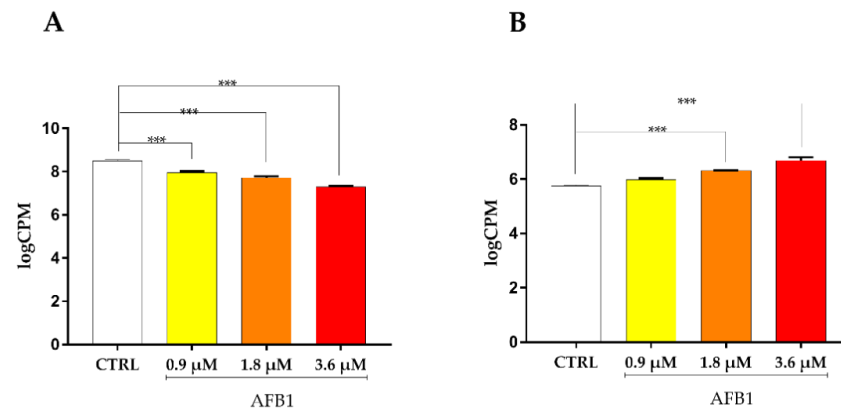 A
***
***
***
logCPM
10
8
6
4
2
0
CTRL
0.9 μM
1.8 μM
3.6 μM
AFB1
B
***
***
logCPM
8
6
4
2
0
CTRL
0.9 μM
1.8 μM
3.6 μM
AFB1